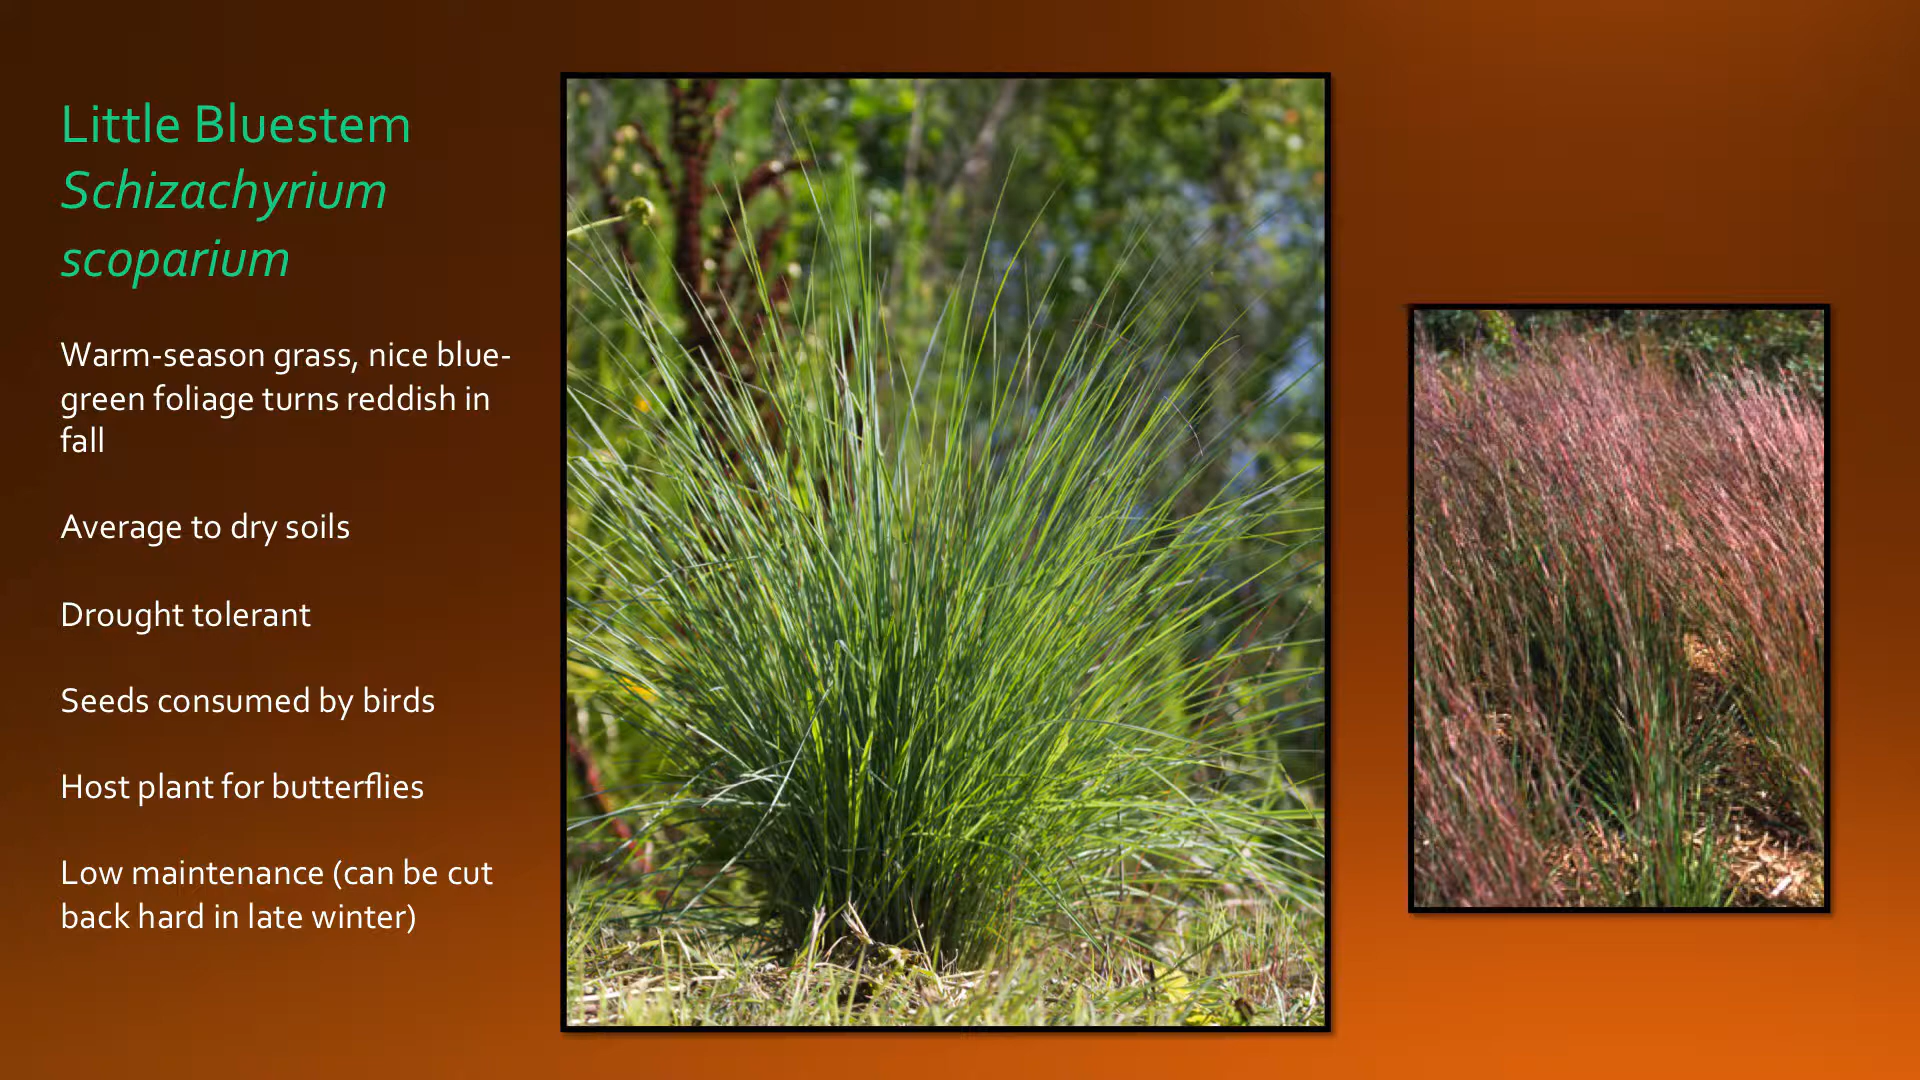 Little Bluestem
Schizachyrium
scoparium
Warm-season grass, nice blue-
green foliage turns reddish in
fall
Average to dry soils
Drought tolerant
Seeds consumed by birds
Host plant for butterflies
Low maintenance (can be cut
back hard in late winter)